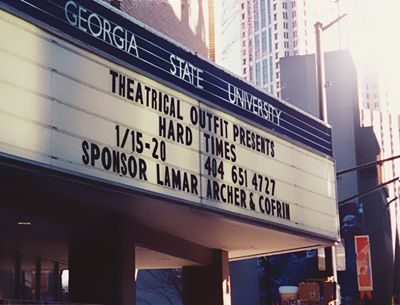 GEORGIA STATE UNIVERSITY
THEATRICAL OUTFIT PRESENTS
HARD TIMES
1/15-20 404 651 4727
SPONSOR LAMAR ARCHER & COFRIN